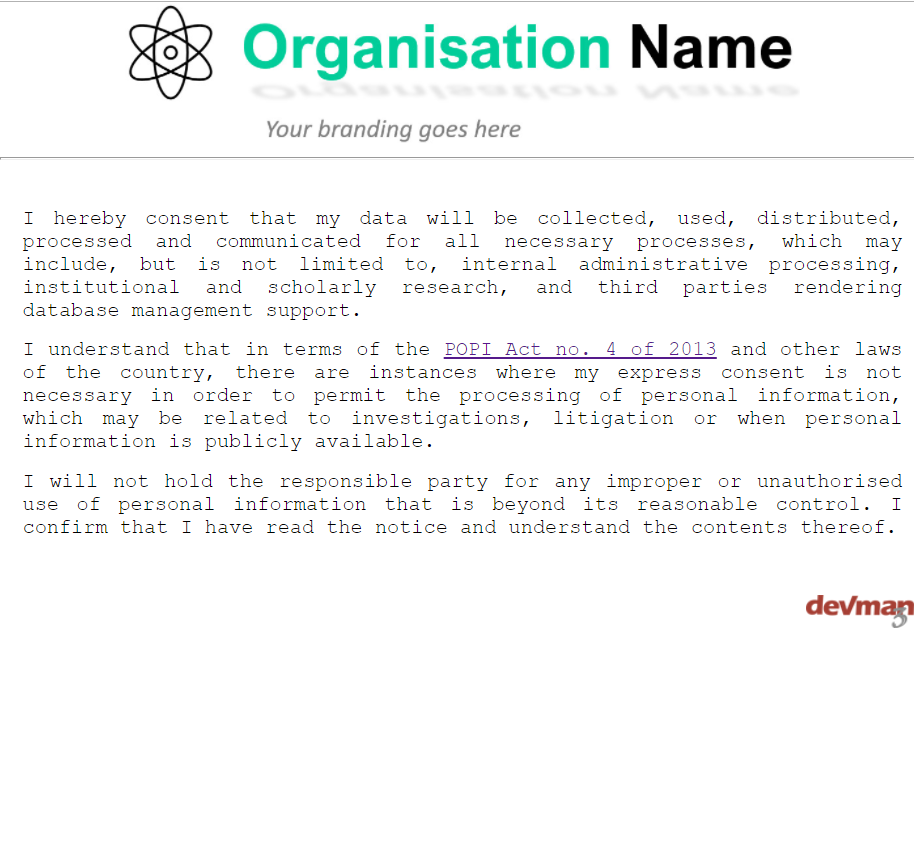 Organisation Name
Your branding goes here
I hereby consent that my data will be collected, used, distributed,
processed and communicated for all necessary processes, which may
include, but is not limited to, internal administrative processing,
institutional and scholarly research, and third parties rendering
database management support.
I understand that in terms of the POPI Act no. 4 of 2013 and other laws
of the country, there are instances where my express consent is not
necessary in order to permit the processing of personal information,
which may be related to investigations, litigation or when personal
information is publicly available.
I will not hold the responsible party for any improper or unauthorised
use of personal information that is beyond its reasonable control. I
confirm that I have read the notice and understand the contents thereof.
devman
3